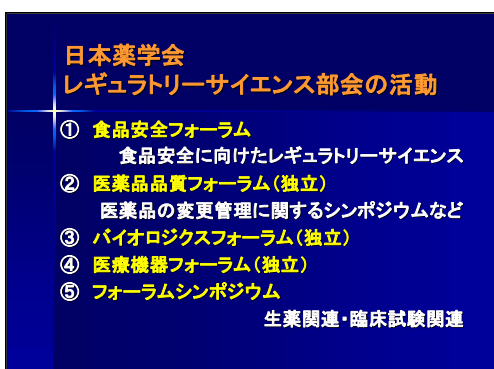 日本薬学会
レギュラトリーサイエンス部会の活動
① 食品安全フォーラム
食品安全に向けたレギュラトリーサイエンス
② 医薬品品質フォーラム(独立)
医薬品の変更管理に関するシンポジウムなど
③ バイオロジクスフォーラム(独立)
④ 医療機器フォーラム(独立)
⑤ フォーラムシンポジウム
生薬関連・臨床試験関連